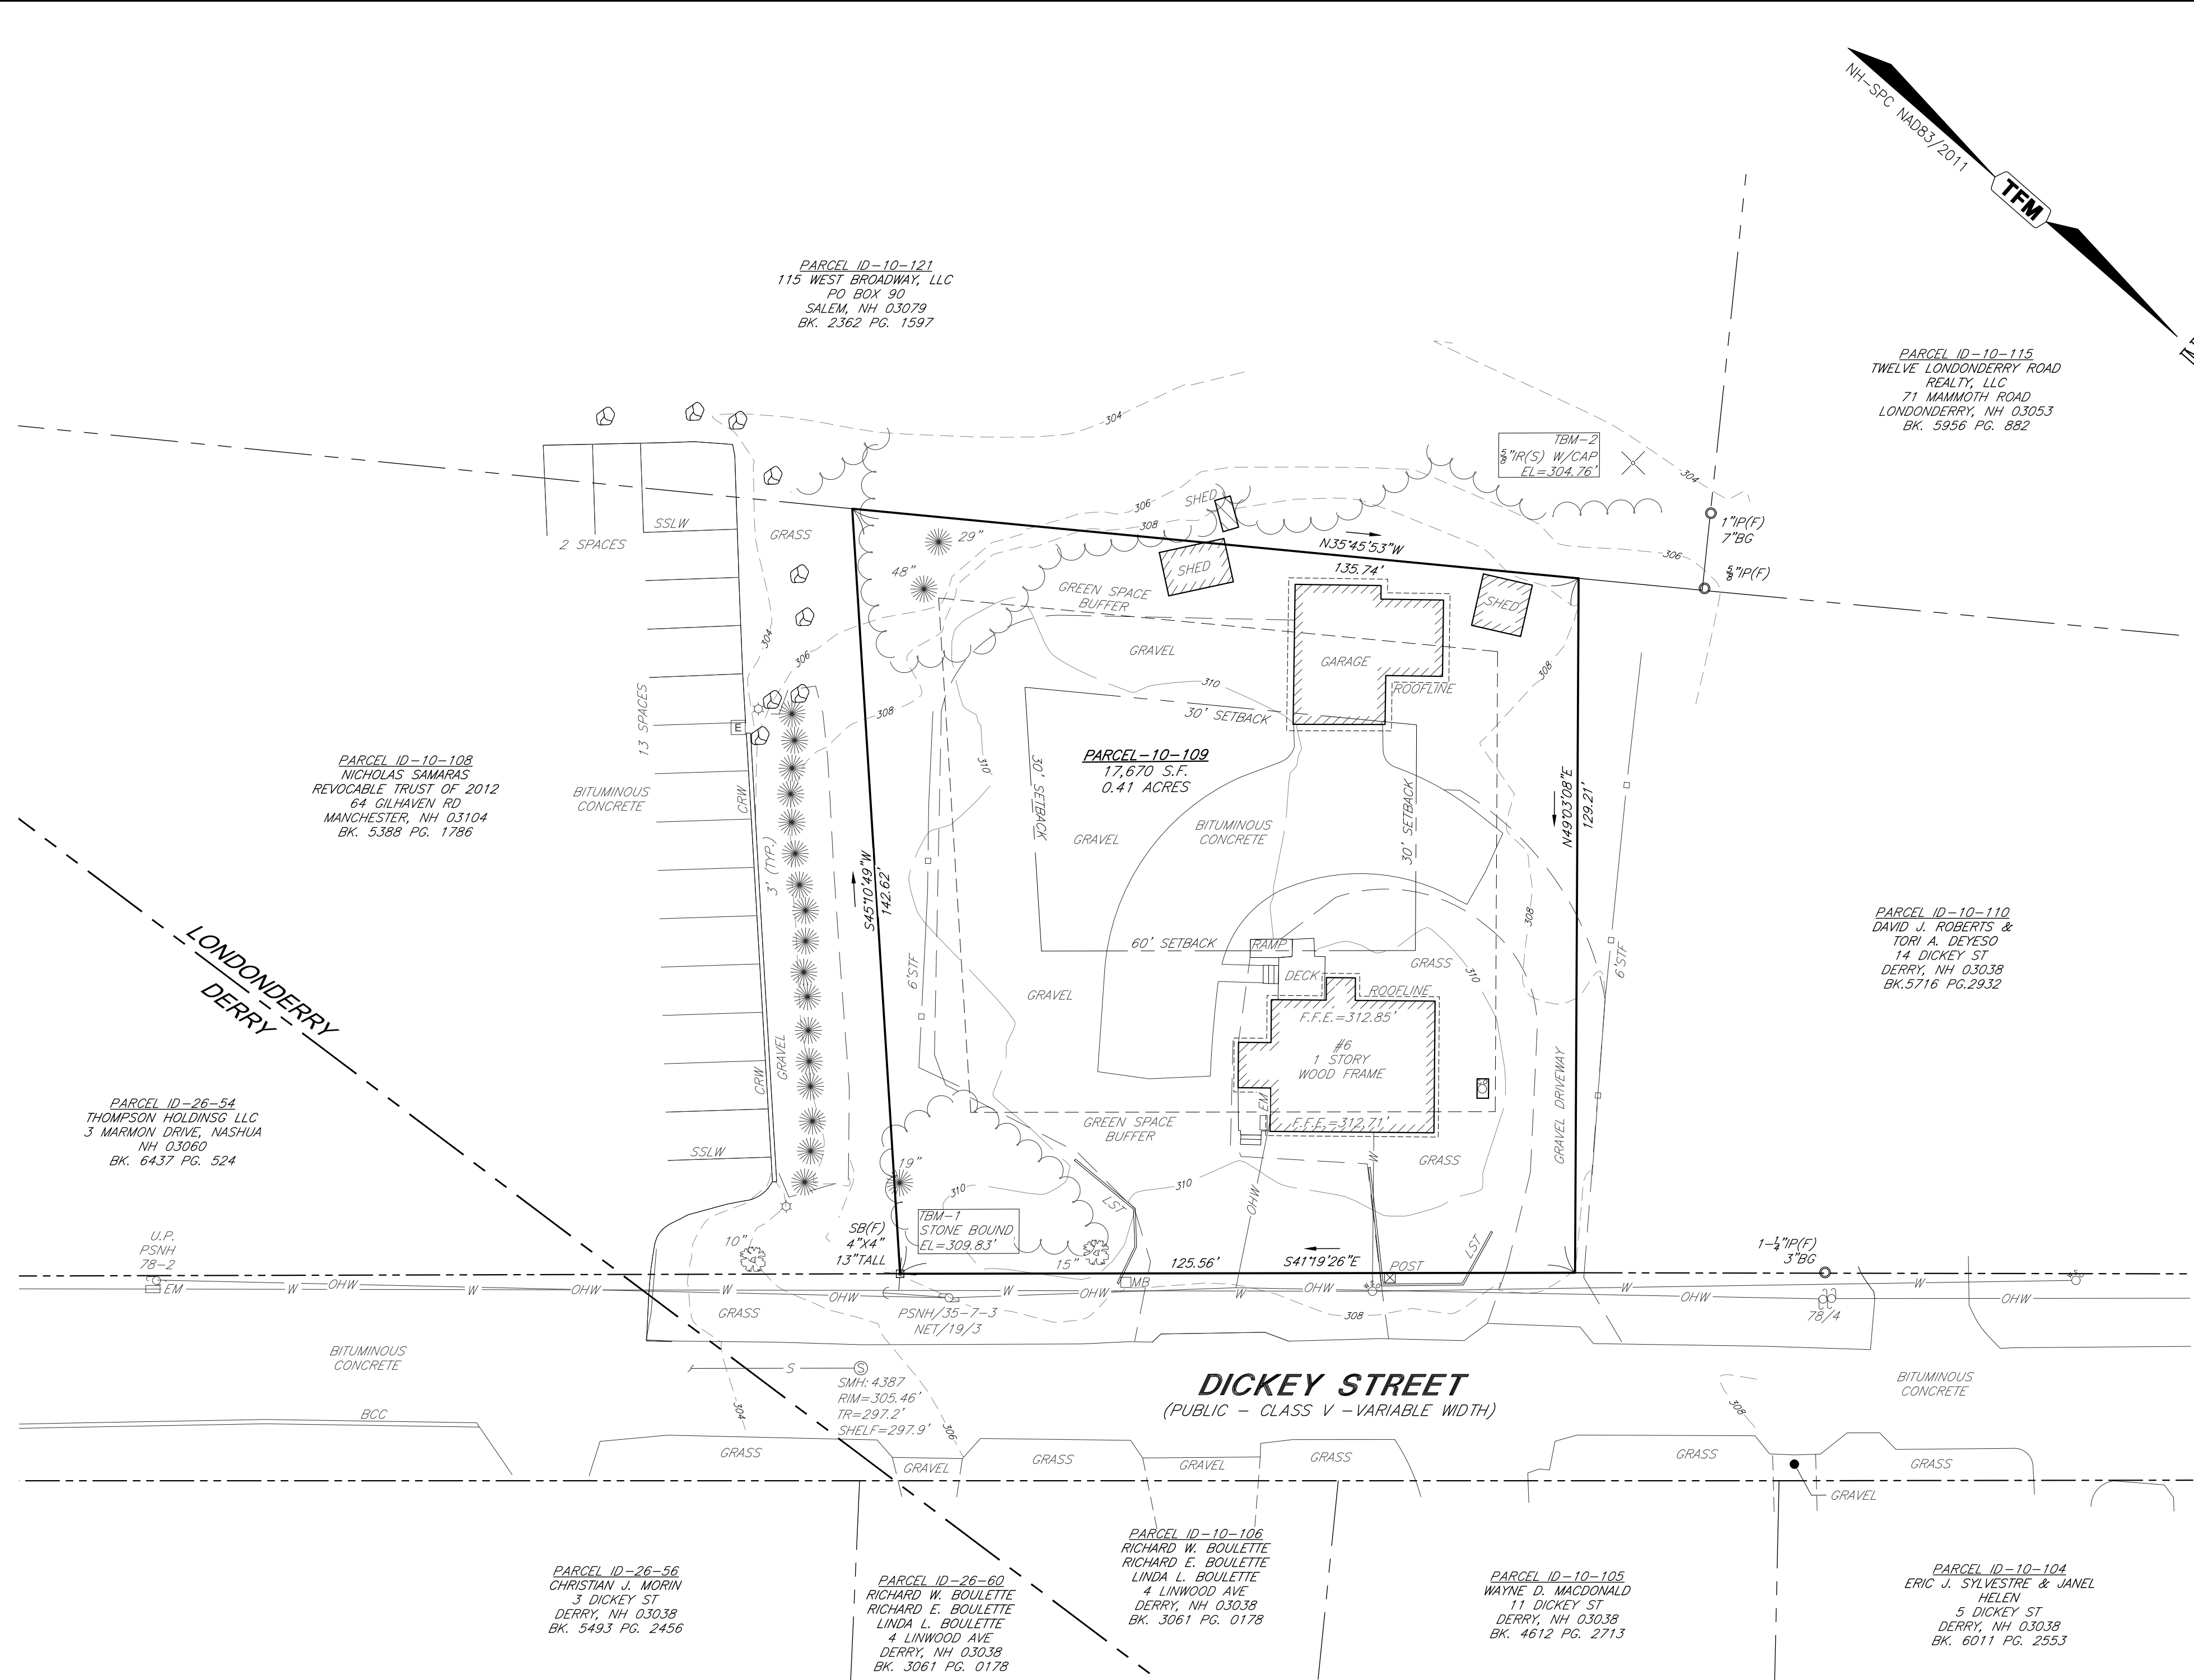 NH-SPC NAD83/2011
TFM
PARCEL ID-10-121
115 WEST BROADWAY, LLC
PO BOX 90
SALEM, NH 03079
BK. 2362 PG. 1597
PARCEL ID-10-115
TWELVE LONDONDERRY ROAD
REALTY, LLC
71 MAMMOTH ROAD
LONDONDERRY, NH 03053
BK. 5956 PG. 882
304
TBM-2
5/8"IR(S) W/CAP
EL=304.76'
304
1"IP(F)
7"BG
5/8"IP(F)
306
SSLW
2 SPACES
GRASS
29"
48"
306
308
SHED
SHED
N35°45'53"W
135.74'
SHED
GREEN SPACE
BUFFER
GARAGE
ROOFLINE
GRAVEL
304
306
308
310
308
30' SETBACK
13 SPACES
E
PARCEL ID-10-108
NICHOLAS SAMARAS
REVOCABLE TRUST OF 2012
64 GILHAVEN RD
MANCHESTER, NH 03104
BK. 5388 PG. 1786
BITUMINOUS
CONCRETE
CRW
3' (TYP.)
PARCEL-10-109
17,670 S.F.
0.41 ACRES
310
30' SETBACK
30' SETBACK
N49°03'08"E
129.21'
GRAVEL
BITUMINOUS
CONCRETE
S45°10'49"W
142.62'
308
PARCEL ID-10-110
DAVID J. ROBERTS &
TORI A. DEYESO
14 DICKEY ST
DERRY, NH 03038
BK.5716 PG.2932
LONDONDERRY
DERRY
60' SETBACK
RAMP
DECK
GRASS
310
6'STF
6'STF
GRAVEL
ROOFLINE
F.F.E.=312.85'
#6
1 STORY
WOOD FRAME
F.F.E.=312.71'
EM
GRAVEL
CRW
GRAVEL DRIVEWAY
PARCEL ID-26-54
THOMPSON HOLDINSG LLC
3 MARMON DRIVE, NASHUA
NH 03060
BK. 6437 PG. 524
SSLW
GREEN SPACE
BUFFER
GRASS
W
19"
310
310
LST
OHW
LST
TBM-1
STONE BOUND
EL=309.83'
SB(F)
4"X4"
13"TALL
10"
15"
125.56'
S41°19'26"E
POST
MB
1-1/4"IP(F)
3"BG
U.P.
PSNH
78-2
EM
W
OHW
W
OHW
W
OHW
W
OHW
W
OHW
W
OHW
W
OHW
GRASS
PSNH/35-7-3
NET/19/3
308
78/4
BITUMINOUS
CONCRETE
S
S
SMH: 4387
RIM=305.46'
TR=297.2'
SHELF=297.9'
DICKEY STREET
(PUBLIC - CLASS V -VARIABLE WIDTH)
BITUMINOUS
CONCRETE
BCC
304
306
308
GRASS
GRAVEL
GRASS
GRAVEL
GRASS
GRASS
GRASS
GRAVEL
PARCEL ID-26-56
CHRISTIAN J. MORIN
3 DICKEY ST
DERRY, NH 03038
BK. 5493 PG. 2456
PARCEL ID-26-60
RICHARD W. BOULETTE
RICHARD E. BOULETTE
LINDA L. BOULETTE
4 LINWOOD AVE
DERRY, NH 03038
BK. 3061 PG. 0178
PARCEL ID-10-106
RICHARD W. BOULETTE
RICHARD E. BOULETTE
LINDA L. BOULETTE
4 LINWOOD AVE
DERRY, NH 03038
BK. 3061 PG. 0178
PARCEL ID-10-105
WAYNE D. MACDONALD
11 DICKEY ST
DERRY, NH 03038
BK. 4612 PG. 2713
PARCEL ID-10-104
ERIC J. SYLVESTRE & JANEL
HELEN
5 DICKEY ST
DERRY, NH 03038
BK. 6011 PG. 2553